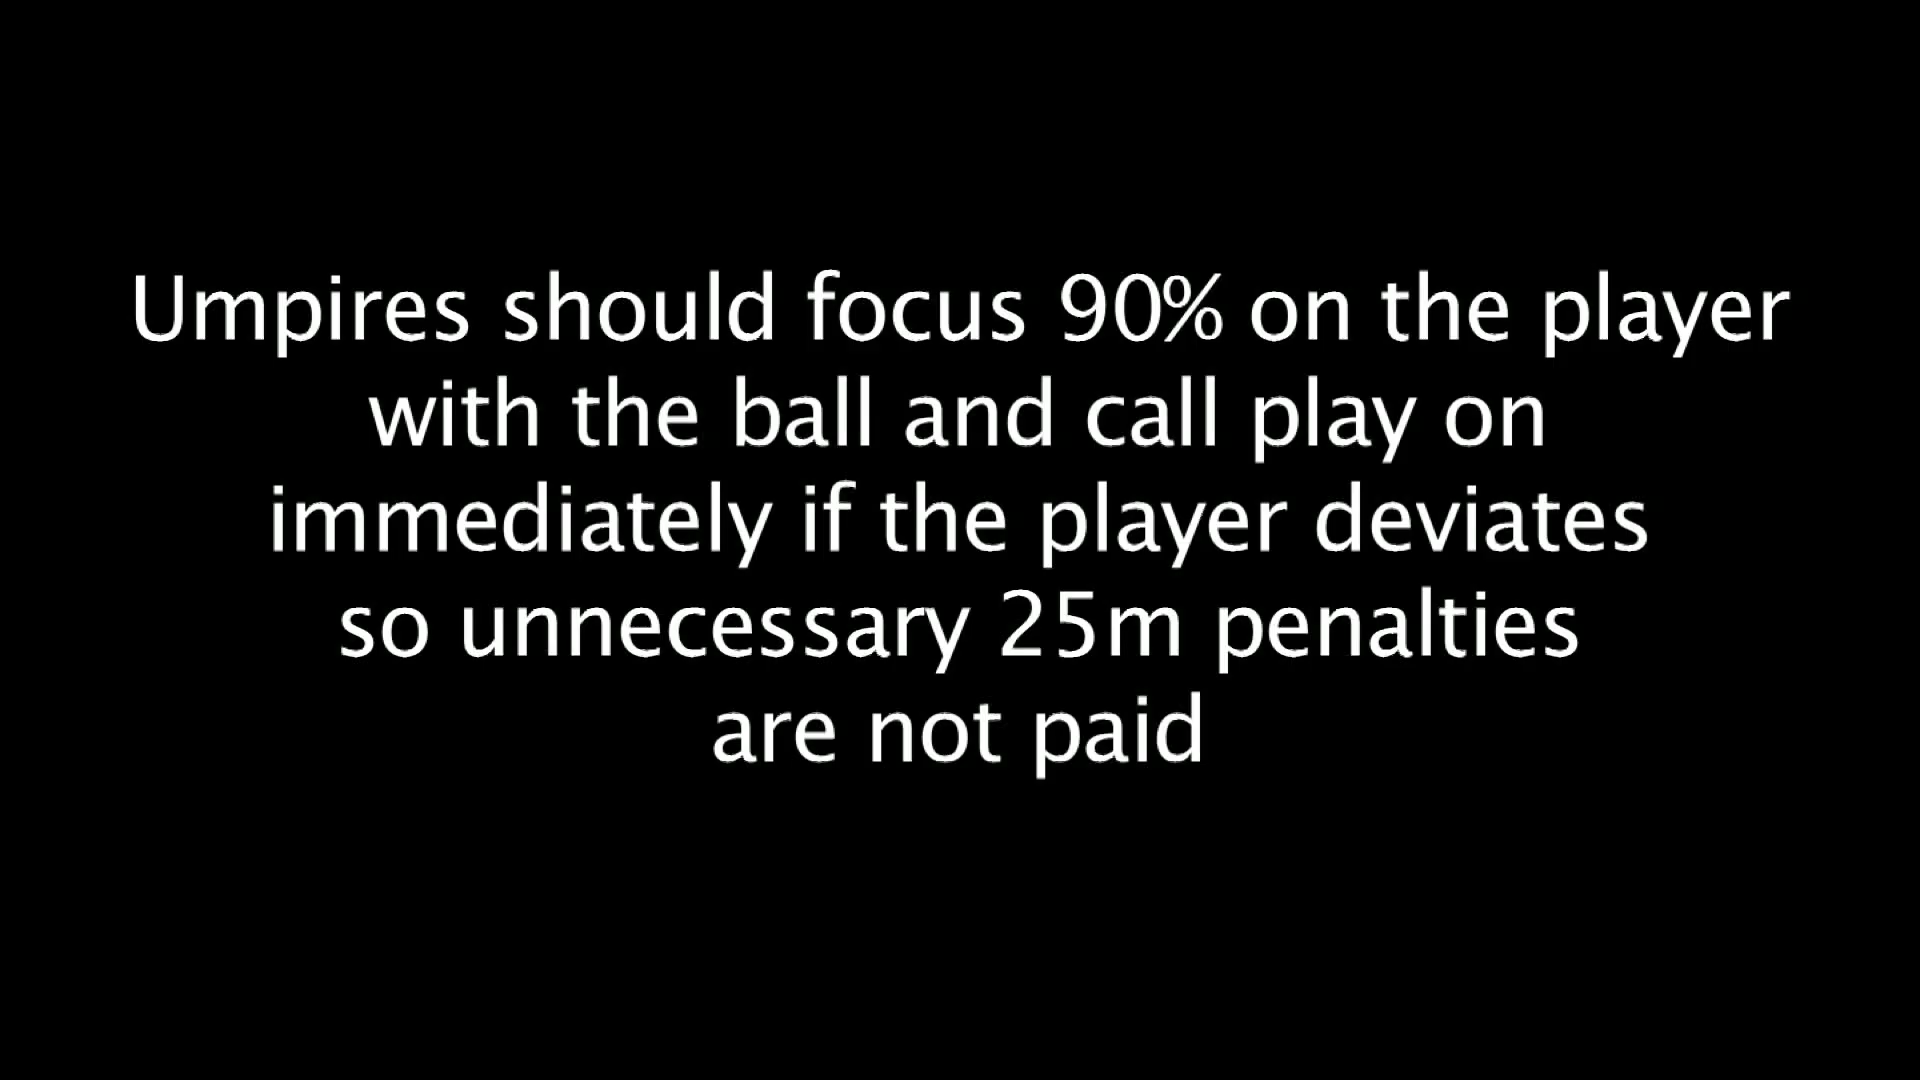 Umpires should focus 90% on the player
with the ball and call play on
immediately if the player deviates
so unnecessary 25m penalties
are not paid